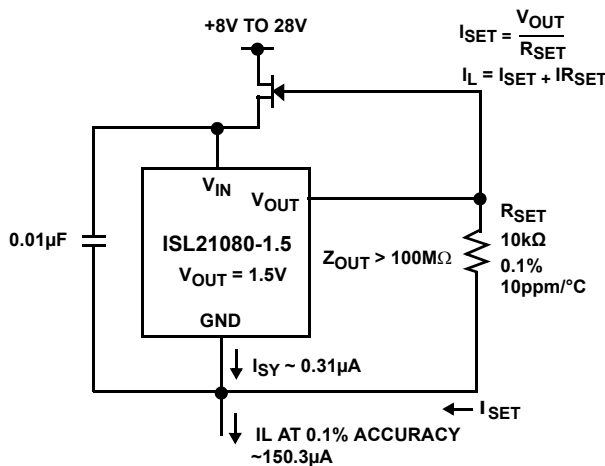 +8V TO 28V
I_SET = V_OUT / R_SET
I_L = I_SET + IR_SET
V_IN
V_OUT
ISL21080-1.5
V_OUT = 1.5V
GND
0.01µF
Z_OUT > 100MΩ
R_SET
10kΩ
0.1%
10ppm/°C
I_SY ~ 0.31µA
I_SET
IL AT 0.1% ACCURACY
~150.3µA